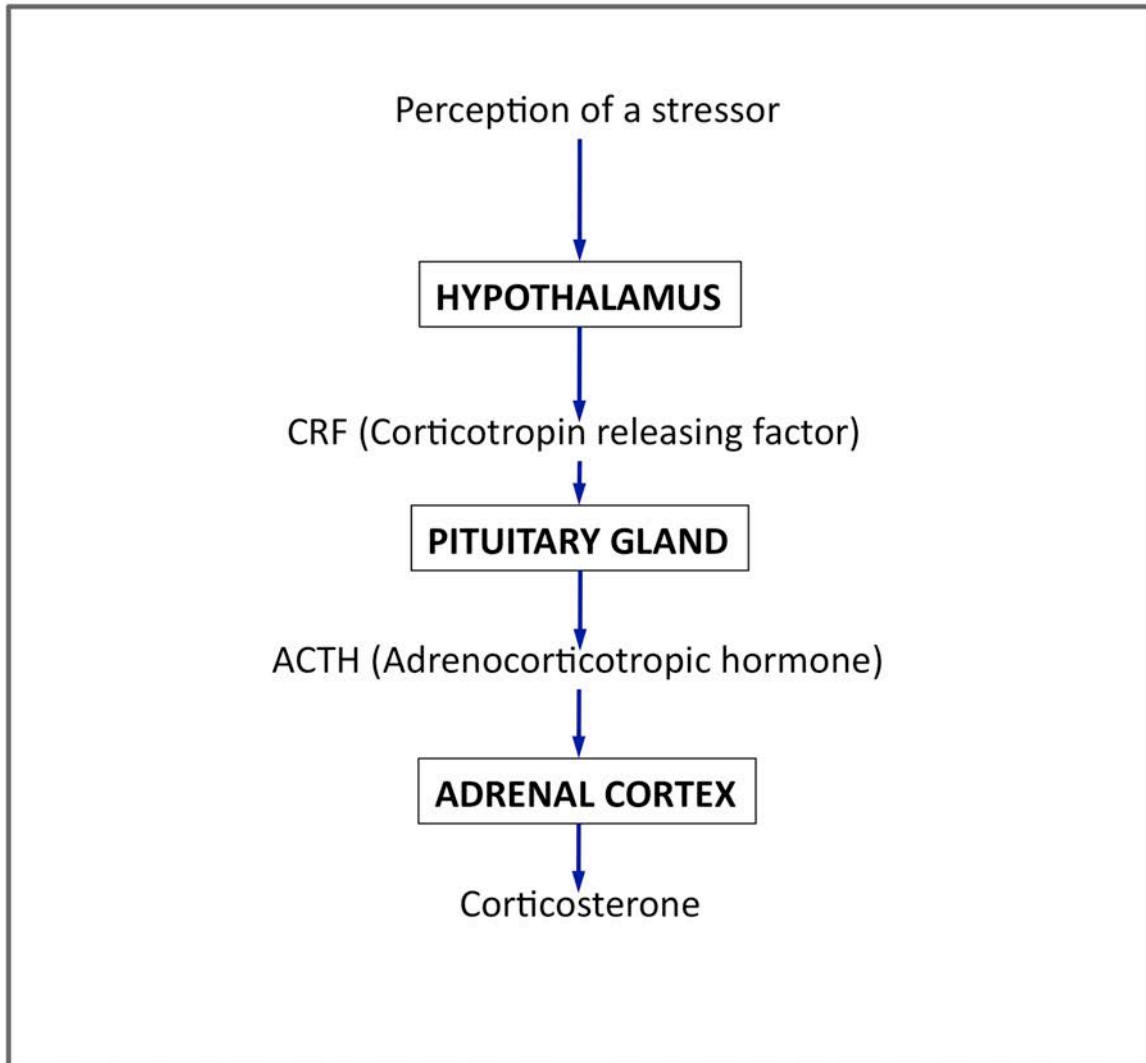 Perception of a stressor
HYPOTHALAMUS
CRF (Corticotropin releasing factor)
PITUITARY GLAND
ACTH (Adrenocorticotropic hormone)
ADRENAL CORTEX
Corticosterone